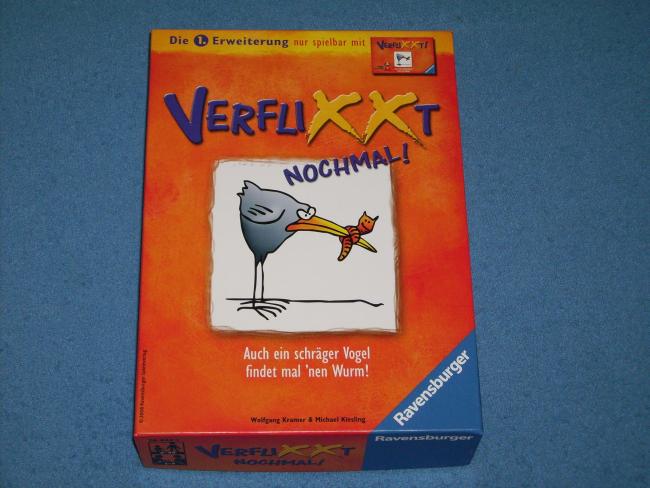 Die 1. Erweiterung nur spielbar mit
VERFLIXXT!
VERFLIXXT
NOCHMAL!
Auch ein schräger Vogel
findet mal 'nen Wurm!
Wolfgang Kramer & Michael Kiesling
Ravensburger
Ravensburger
VERFLIXXT
NOCHMAL!